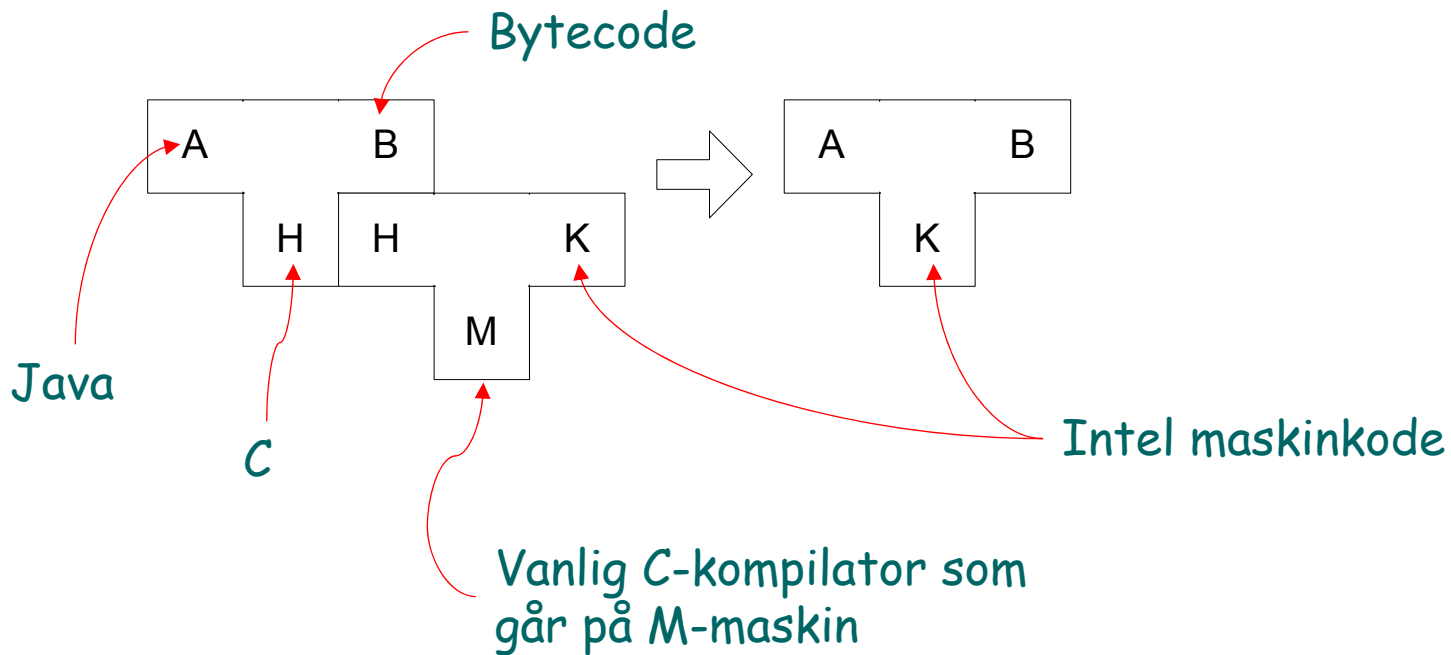 Bytecode
A
B
A
B
H
H
K
K
M
Java
C
Intel maskinkode
Vanlig C-kompilator som
går på M-maskin